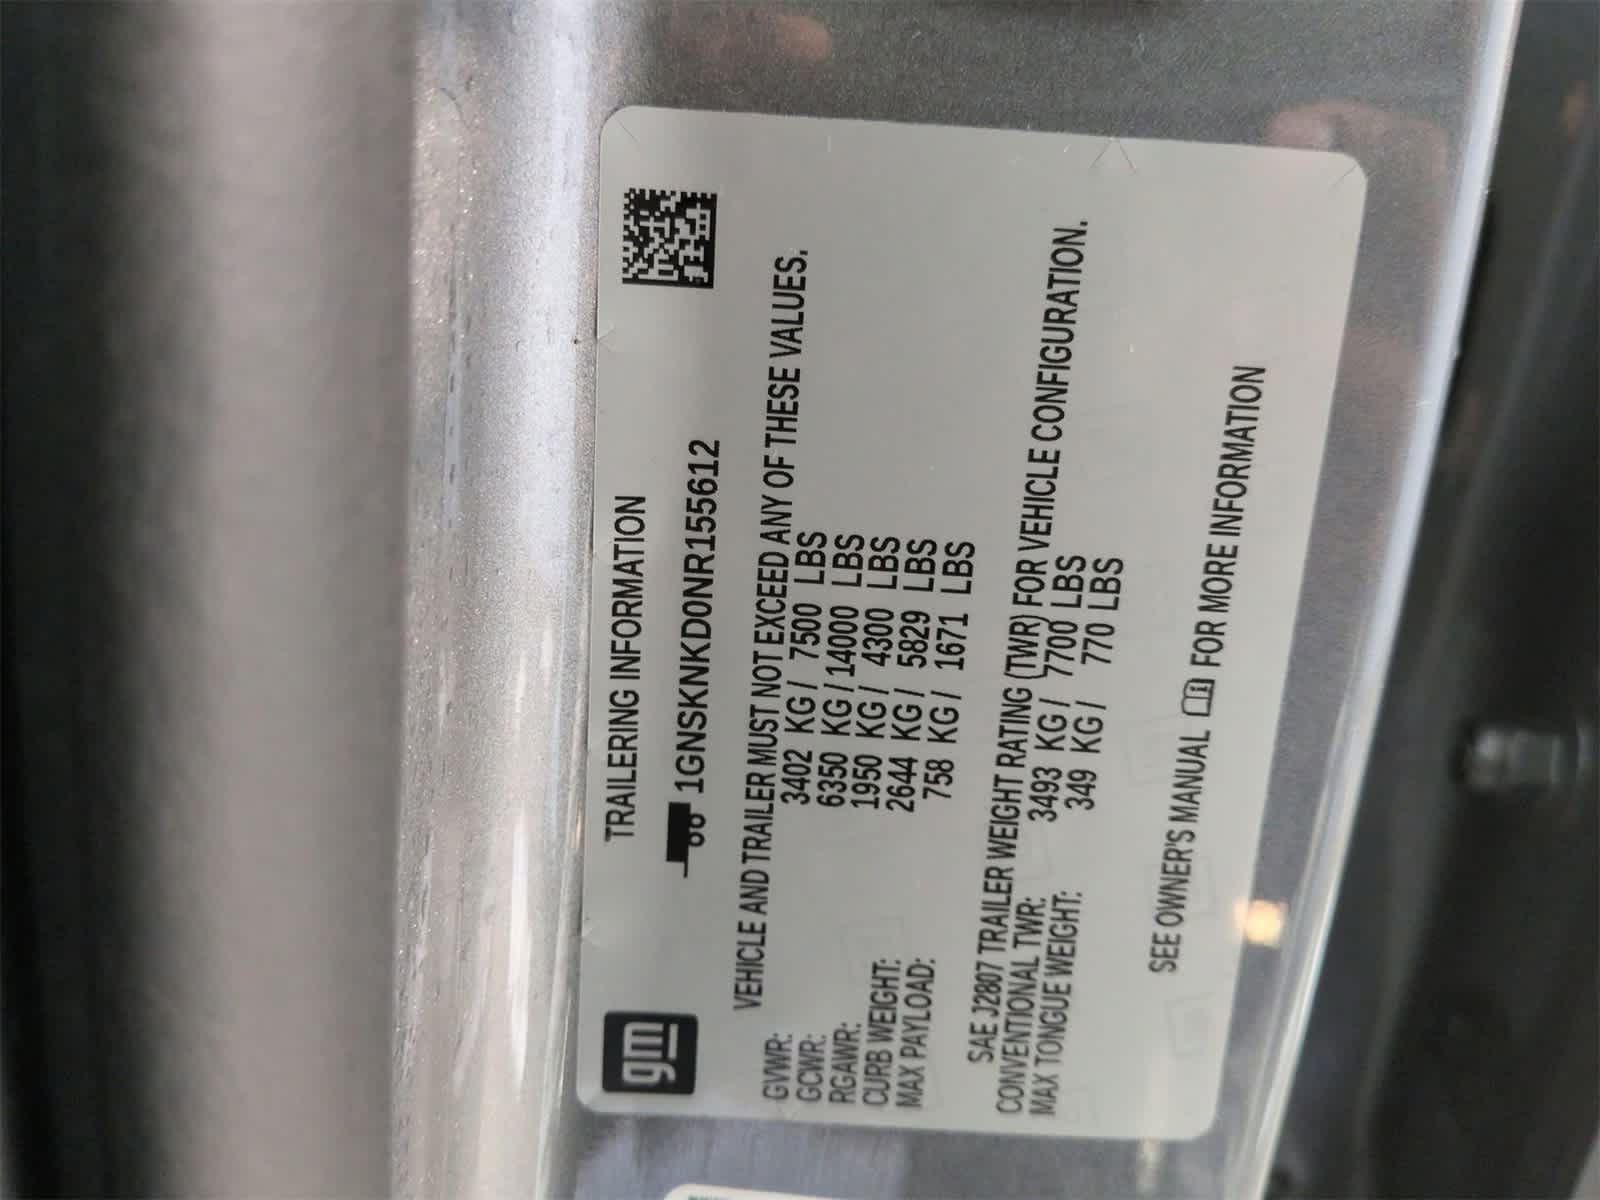 gm
TRAILERING INFORMATION
1GNSKNKD0NR155612
VEHICLE AND TRAILER MUST NOT EXCEED ANY OF THESE VALUES.
GVWR: 3402 KG / 7500 LBS
GCWR: 6350 KG / 14000 LBS
RGAWR: 1950 KG / 4300 LBS
CURB WEIGHT: 2644 KG / 5829 LBS
MAX PAYLOAD: 758 KG / 1671 LBS
SAE J2807 TRAILER WEIGHT RATING (TWR) FOR VEHICLE CONFIGURATION.
CONVENTIONAL TWR: 3493 KG / 7700 LBS
MAX TONGUE WEIGHT: 349 KG / 770 LBS
SEE OWNER'S MANUAL FOR MORE INFORMATION